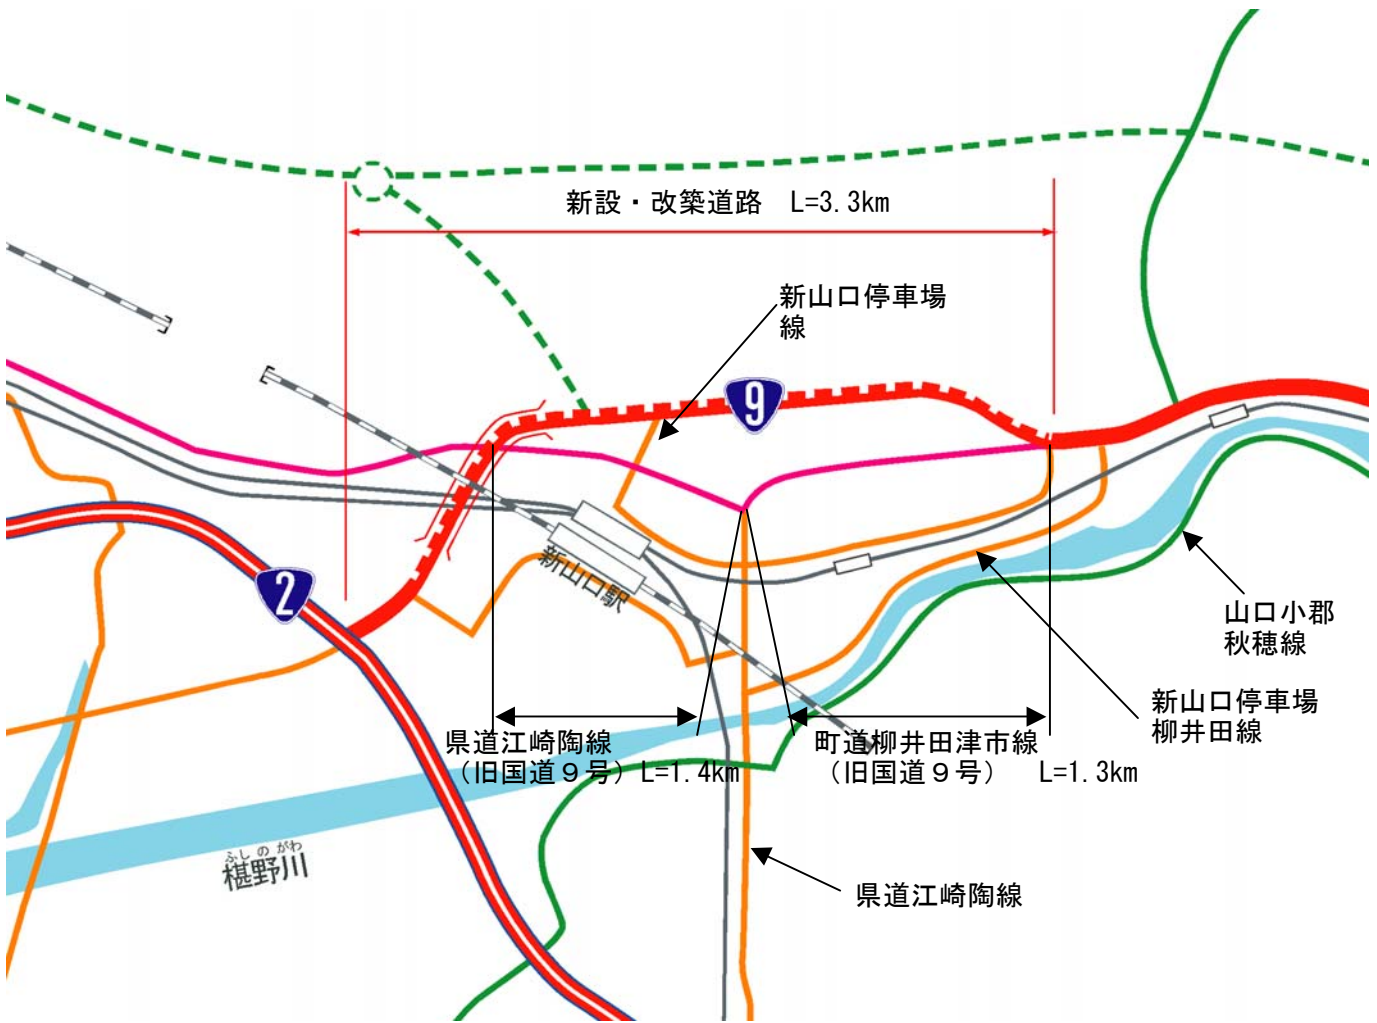 新設・改築道路　L=3.3km
新山口停車場
線
9
2
新山口駅
山口小郡
秋穂線
新山口停車場
柳井田線
県道江崎陶線
（旧国道９号）L=1.4km
町道柳井田津市線
（旧国道９号）　L=1.3km
ふしのがわ
椹野川
県道江崎陶線